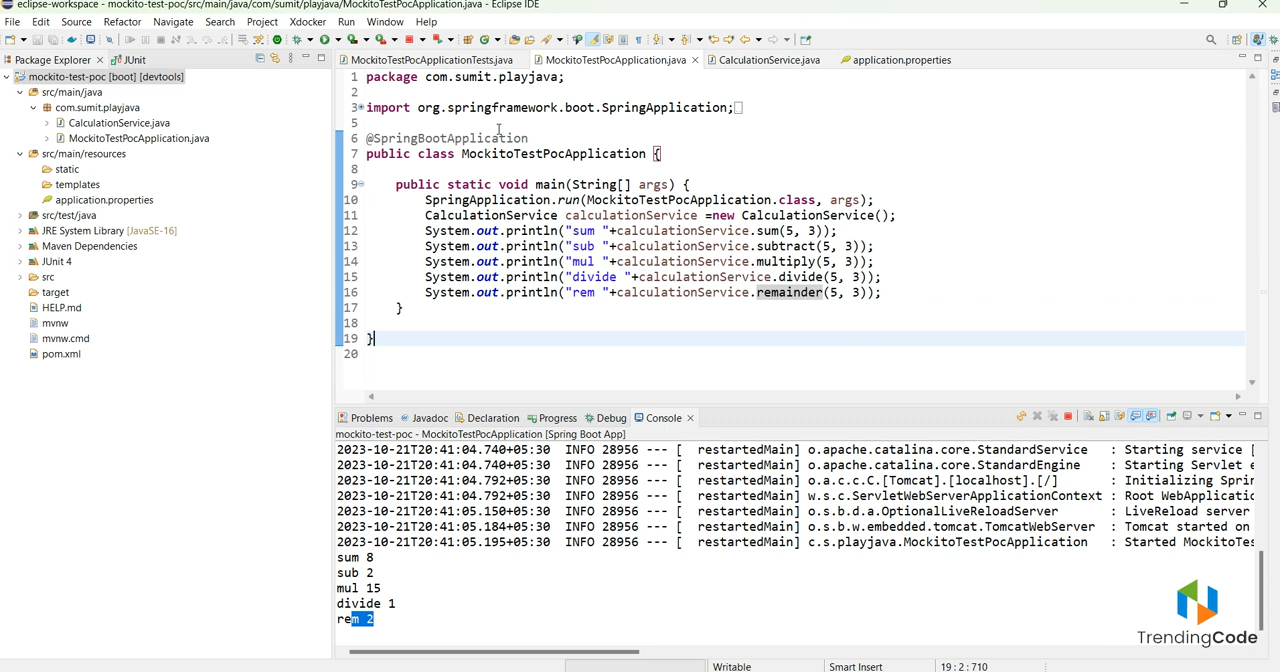 eclipse-workspace - mockito-test-poc/src/main/java/com/sumit/playjava/MockitoTestPocApplication.java - Eclipse IDE
File Edit Source Refactor Navigate Search Project Xdocker Run Window Help
Package Explorer JUnit
MockitoTestPocApplicationTests.java MockitoTestPocApplication.java CalculationService.java application.properties
mockito-test-poc [boot] [devtools]
src/main/java
com.sumit.playjava
CalculationService.java
MockitoTestPocApplication.java
src/main/resources
static
templates
application.properties
src/test/java
JRE System Library [JavaSE-16]
Maven Dependencies
JUnit 4
src
target
HELP.md
mvnw
mvnw.cmd
pom.xml
1 package com.sumit.playjava;
2
3 import org.springframework.boot.SpringApplication;
5
6 @SpringBootApplication
7 public class MockitoTestPocApplication {
8
9 public static void main(String[] args) {
10 SpringApplication.run(MockitoTestPocApplication.class, args);
11 CalculationService calculationService =new CalculationService();
12 System.out.println("sum "+calculationService.sum(5, 3));
13 System.out.println("sub "+calculationService.subtract(5, 3));
14 System.out.println("mul "+calculationService.multiply(5, 3));
15 System.out.println("divide "+calculationService.divide(5, 3));
16 System.out.println("rem "+calculationService.remainder(5, 3));
17 }
18
19 }
20
Problems Javadoc Declaration Progress Debug Console
mockito-test-poc - MockitoTestPocApplication [Spring Boot App]
2023-10-21T20:41:04.740+05:30 INFO 28956 --- [ restartedMain] o.apache.catalina.core.StandardService : Starting service [
2023-10-21T20:41:04.740+05:30 INFO 28956 --- [ restartedMain] o.apache.catalina.core.StandardEngine : Starting Servlet e
2023-10-21T20:41:04.792+05:30 INFO 28956 --- [ restartedMain] o.a.c.c.C.[Tomcat].[localhost].[/] : Initializing Sprin
2023-10-21T20:41:04.792+05:30 INFO 28956 --- [ restartedMain] w.s.c.ServletWebServerApplicationContext : Root WebApplicatio
2023-10-21T20:41:05.150+05:30 INFO 28956 --- [ restartedMain] o.s.b.d.a.OptionalLiveReloadServer : LiveReload server
2023-10-21T20:41:05.184+05:30 INFO 28956 --- [ restartedMain] o.s.b.w.embedded.tomcat.TomcatWebServer : Tomcat started on
2023-10-21T20:41:05.195+05:30 INFO 28956 --- [ restartedMain] c.s.playjava.MockitoTestPocApplication : Started MockitoTes
sum 8
sub 2
mul 15
divide 1
rem 2
TrendingCode
Writable Smart Insert 19 : 2 : 710